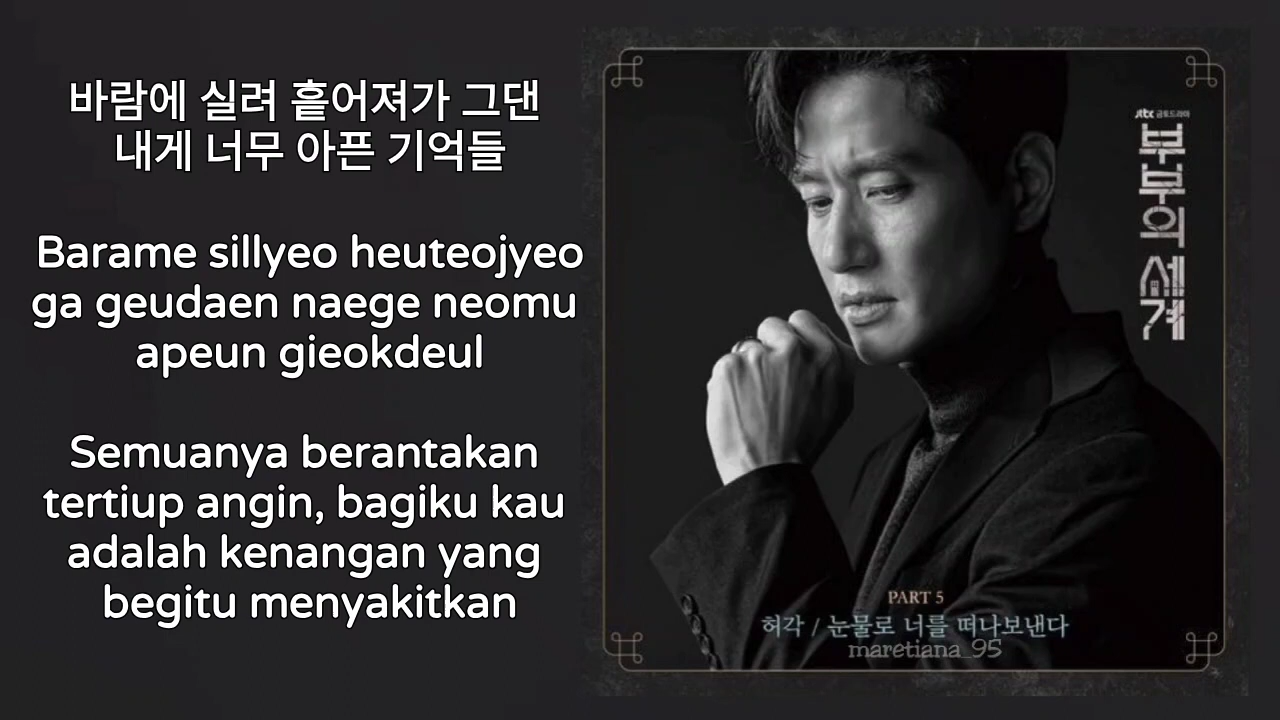 바람에 실려 흩어져가 그댄
내게 너무 아픈 기억들
Barame sillyeo heuteojyeo
ga geudaen naege neomu
apeun gieokdeul
Semuanya berantakan
tertiup angin, bagiku kau
adalah kenangan yang
begitu menyakitkan
jtbc 금토드라마
부부의 세계
PART 5
허각 / 눈물로 너를 떠나보낸다
maretiana_95